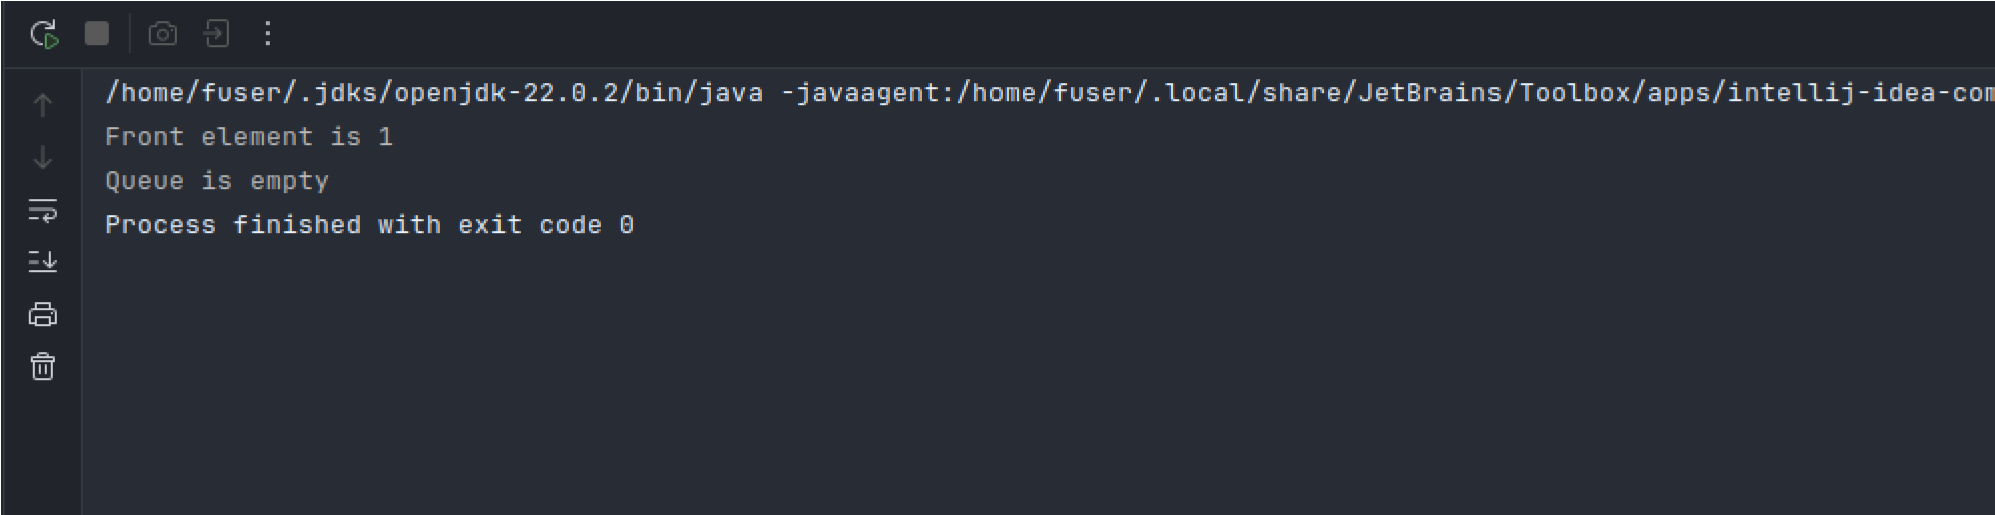 /home/fuser/.jdks/openjdk-22.0.2/bin/java -javaagent:/home/fuser/.local/share/JetBrains/Toolbox/apps/intellij-idea-com
Front element is 1
Queue is empty
Process finished with exit code 0